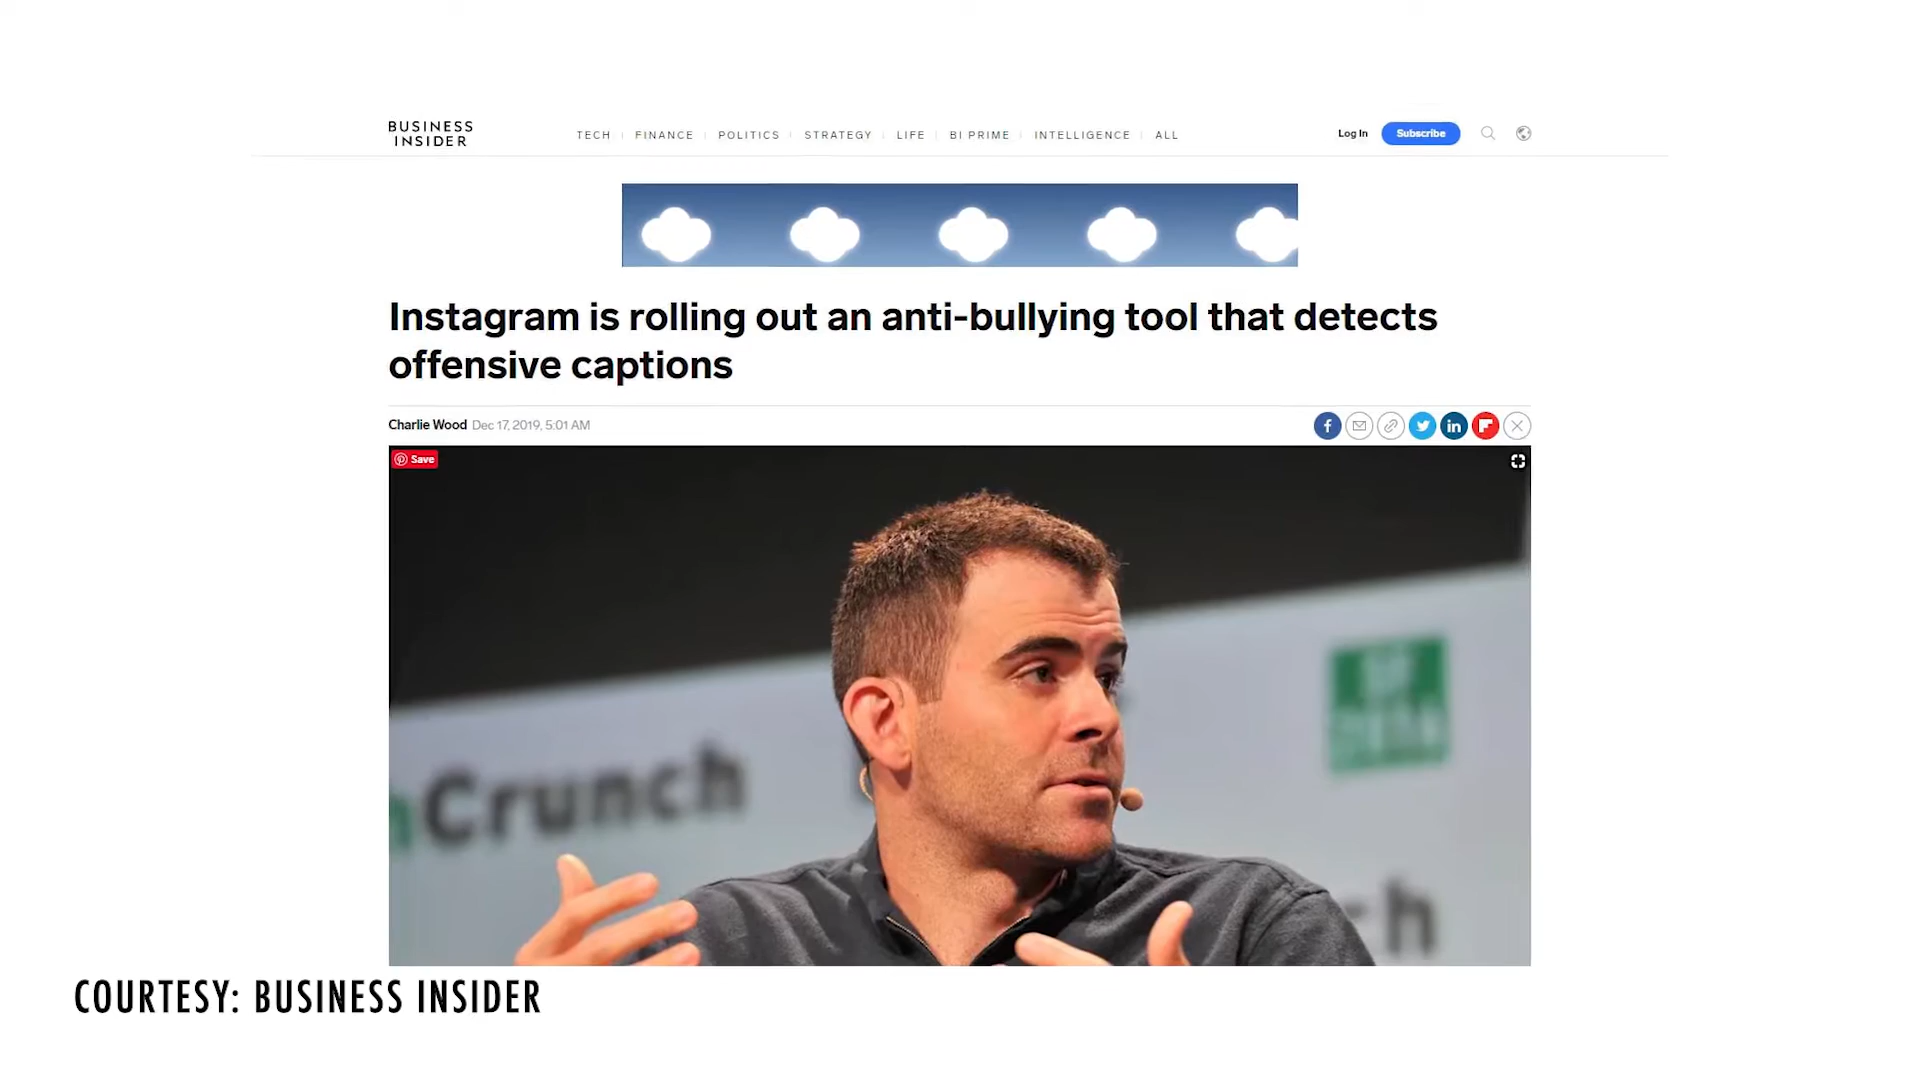 BUSINESS
INSIDER
TECH
FINANCE
POLITICS
STRATEGY
LIFE
BI PRIME
INTELLIGENCE
ALL
Log In
Subscribe
Instagram is rolling out an anti-bullying tool that detects
offensive captions
Charlie Wood Dec 17, 2019, 5:01 AM
f
in
Save
Crunch
COURTESY: BUSINESS INSIDER